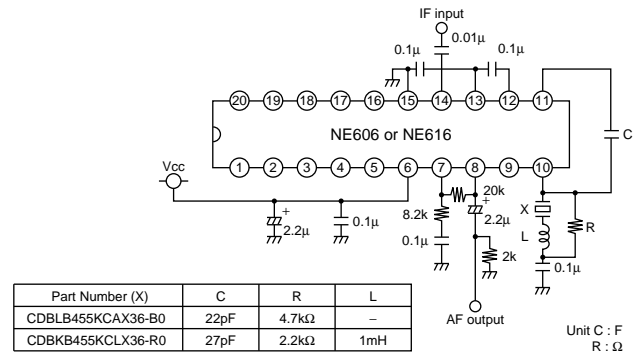 IF input
0.01µ
0.1µ
0.1µ
20 19 18 17 16 15 14 13 12 11
C
NE606 or NE616
1 2 3 4 5 6 7 8 9 10
Vcc
+
2.2µ
0.1µ
8.2k
0.1µ
20k
+
2.2µ
2k
X
R
L
0.1µ
AF output
Part Number (X) C R L
CDBLB455KCAX36-B0 22pF 4.7kΩ –
CDBKB455KCLX36-R0 27pF 2.2kΩ 1mH
Unit C : F
R : Ω